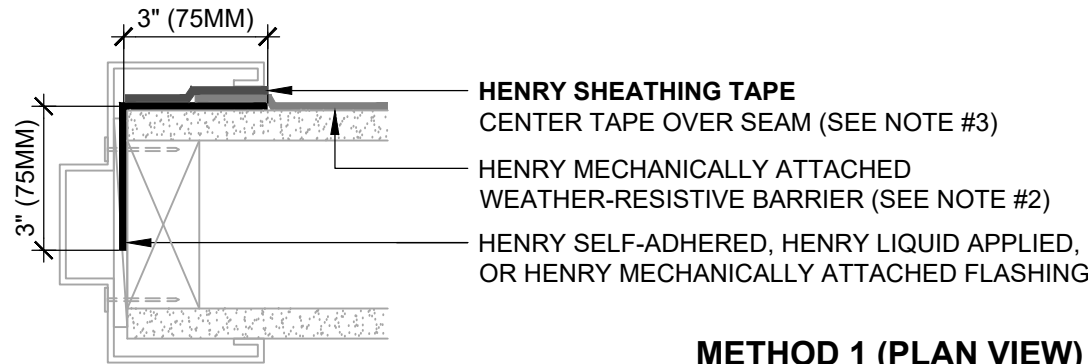 3" (75MM)
3" (75MM)
HENRY SHEATHING TAPE
CENTER TAPE OVER SEAM (SEE NOTE #3)
HENRY MECHANICALLY ATTACHED
WEATHER-RESISTIVE BARRIER (SEE NOTE #2)
HENRY SELF-ADHERED, HENRY LIQUID APPLIED,
OR HENRY MECHANICALLY ATTACHED FLASHING
METHOD 1 (PLAN VIEW)